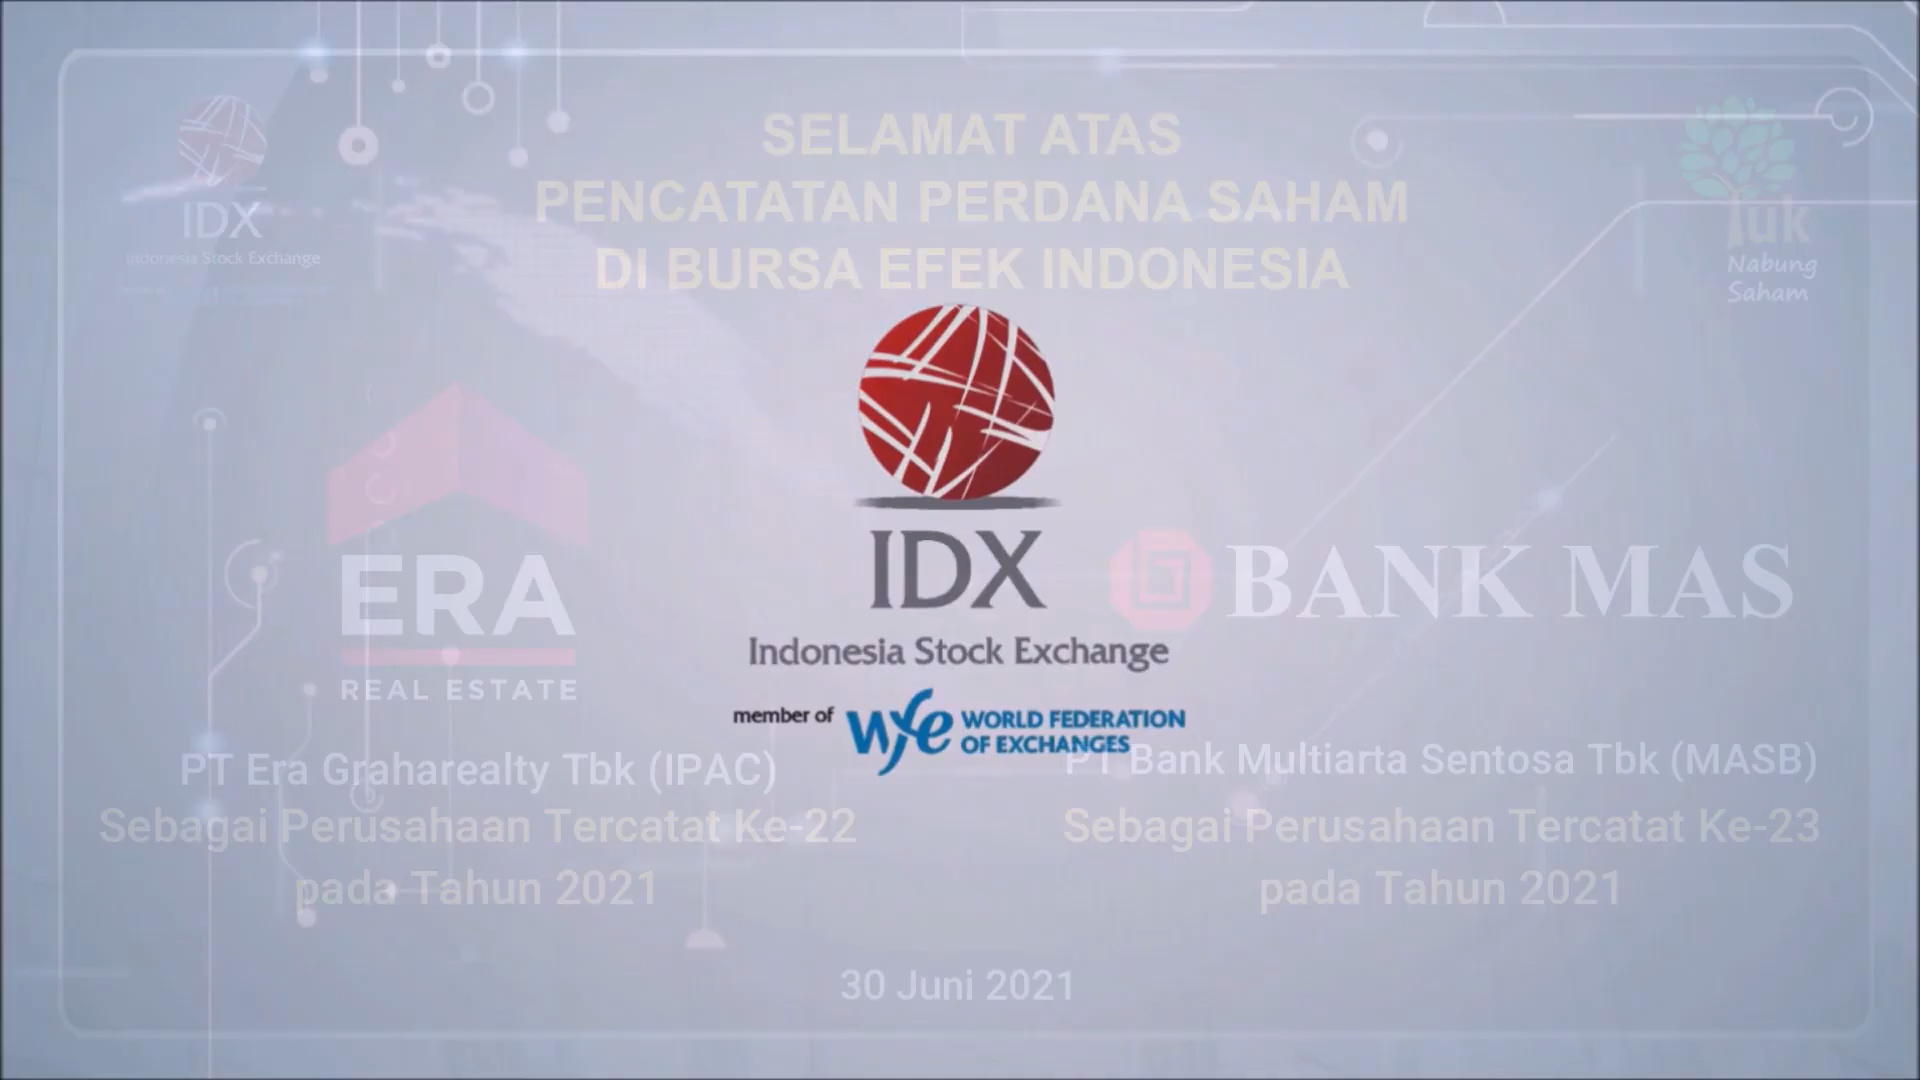 SELAMAT ATAS
PENCATATAN PERDANA SAHAM
DI BURSA EFEK INDONESIA
IDX
Indonesia Stock Exchange
Yuk
Nabung
Saham
IDX
Indonesia Stock Exchange
member of wfe WORLD FEDERATION
OF EXCHANGES
ERA
REAL ESTATE
PT Era Graharealty Tbk (IPAC)
Sebagai Perusahaan Tercatat Ke-22
pada Tahun 2021
BANK MAS
PT Bank Multiarta Sentosa Tbk (MASB)
Sebagai Perusahaan Tercatat Ke-23
pada Tahun 2021
30 Juni 2021